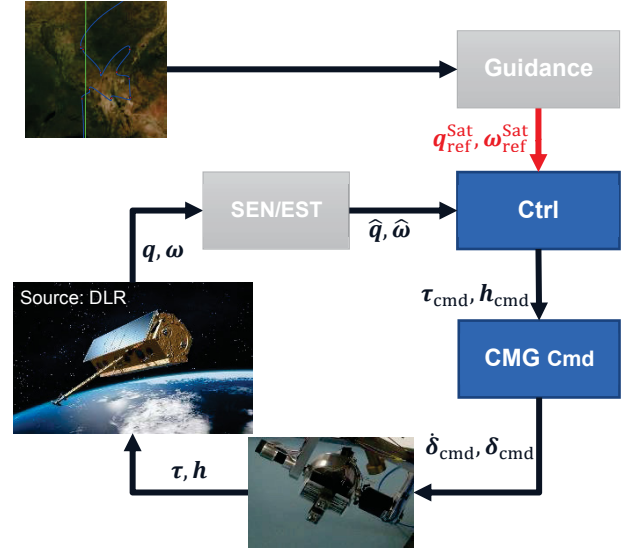 Guidance
q_ref^Sat, ω_ref^Sat
SEN/EST
Ctrl
q̂, ω̂
q, ω
Source: DLR
τ_cmd, h_cmd
CMG Cmd
δ̇_cmd, δ_cmd
τ, h